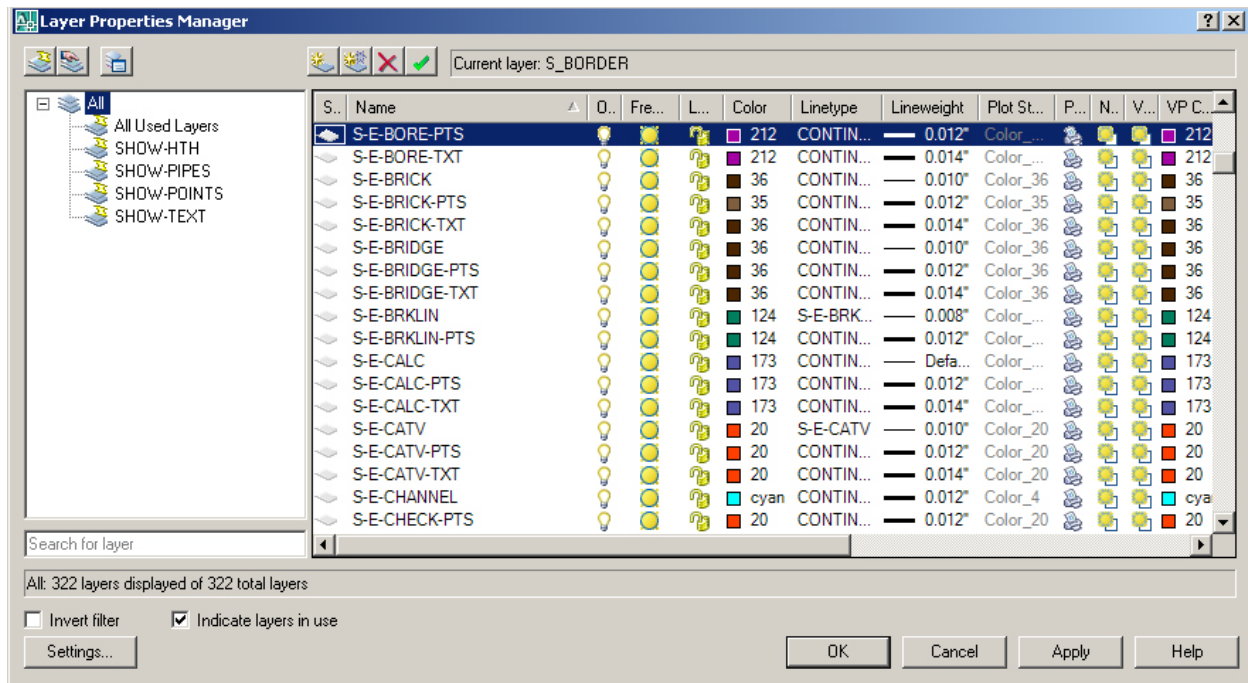 Layer Properties Manager
Current layer: S_BORDER
All
All Used Layers
SHOW-HTH
SHOW-PIPES
SHOW-POINTS
SHOW-TEXT
Search for layer
S.. Name O.. Fre... L... Color Linetype Lineweight Plot St... P... N.. V... VP C...
S-E-BORE-PTS 212 CONTIN... 0.012" Color_... 212
S-E-BORE-TXT 212 CONTIN... 0.014" Color_... 212
S-E-BRICK 36 CONTIN... 0.010" Color_36 36
S-E-BRICK-PTS 35 CONTIN... 0.012" Color_35 35
S-E-BRICK-TXT 36 CONTIN... 0.014" Color_36 36
S-E-BRIDGE 36 CONTIN... 0.010" Color_36 36
S-E-BRIDGE-PTS 36 CONTIN... 0.012" Color_36 36
S-E-BRIDGE-TXT 36 CONTIN... 0.014" Color_36 36
S-E-BRKLIN 124 S-E-BRK... 0.008" Color_... 124
S-E-BRKLIN-PTS 124 CONTIN... 0.012" Color_... 124
S-E-CALC 173 CONTIN... Defa... Color_... 173
S-E-CALC-PTS 173 CONTIN... 0.012" Color_... 173
S-E-CALC-TXT 173 CONTIN... 0.014" Color_... 173
S-E-CATV 20 S-E-CATV 0.010" Color_20 20
S-E-CATV-PTS 20 CONTIN... 0.012" Color_20 20
S-E-CATV-TXT 20 CONTIN... 0.014" Color_20 20
S-E-CHANNEL cyan CONTIN... 0.012" Color_4 cya
S-E-CHECK-PTS 20 CONTIN... 0.012" Color_20 20
All: 322 layers displayed of 322 total layers
Invert filter Indicate layers in use
Settings... OK Cancel Apply Help